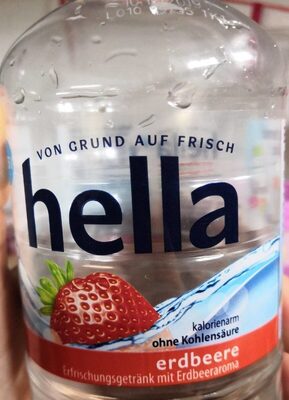 VON GRUND AUF FRISCH
hella
kalorienarm
ohne Kohlensäure
erdbeere
Erfrischungsgetränk mit Erdbeeraroma